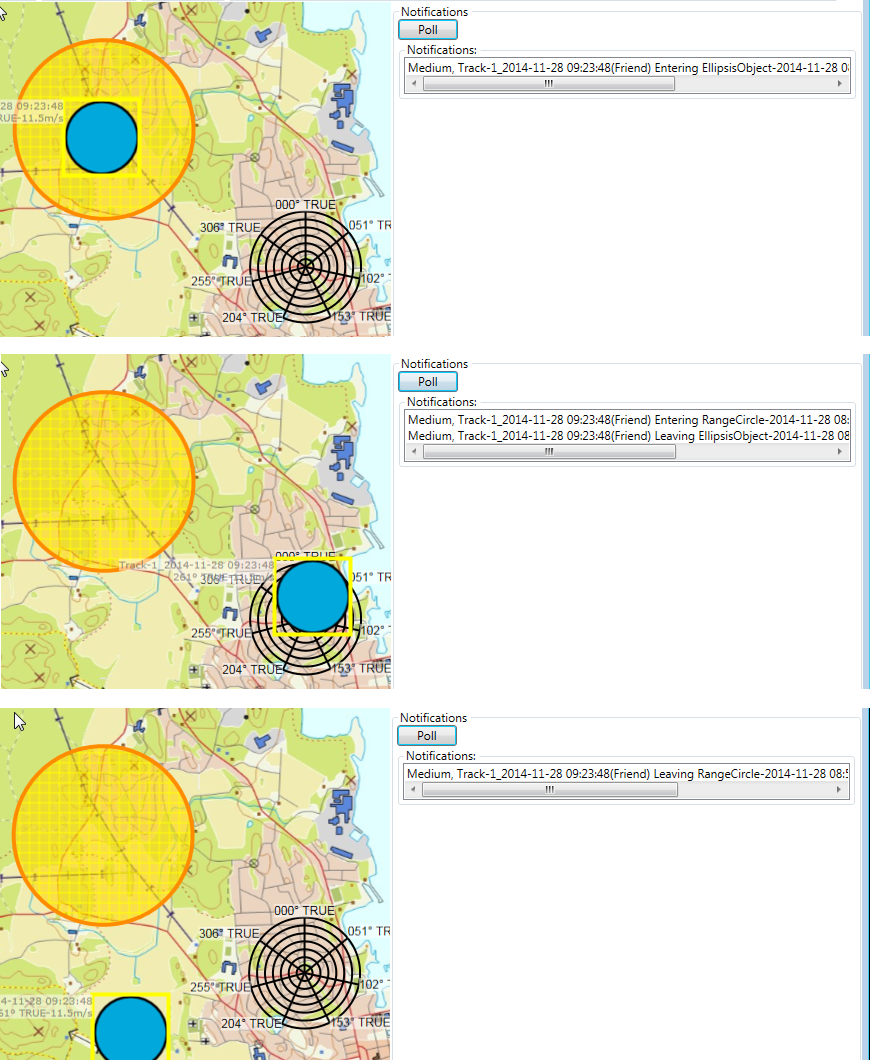 Notifications
Poll
Notifications:
Medium, Track-1_2014-11-28 09:23:48(Friend) Entering EllipsisObject-2014-11-28 0
28 09:23:48
TRUE-11.5m/s
000° TRUE
306° TRUE
051° TR
255° TRUE
102°
204° TRUE
153° TRUE
Notifications
Poll
Notifications:
Medium, Track-1_2014-11-28 09:23:48(Friend) Entering RangeCircle-2014-11-28 08:
Medium, Track-1_2014-11-28 09:23:48(Friend) Leaving EllipsisObject-2014-11-28 08
000° TRUE
Track-1_2014-11-28 09:23:48
261° TRUE-11.5m/s
306° TRUE
051° TR
255° TRUE
102°
204° TRUE
153° TRUE
Notifications
Poll
Notifications:
Medium, Track-1_2014-11-28 09:23:48(Friend) Leaving RangeCircle-2014-11-28 08:5
000° TRUE
306° TRUE
051° TR
255° TRUE
102°
4-11-28 09:23:48
61° TRUE-11.5m/s
204° TRUE
153° TRUE